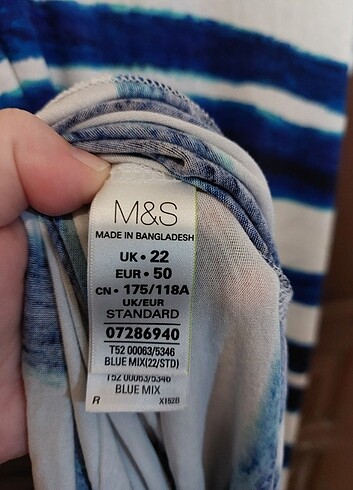 M&S
MADE IN BANGLADESH
UK • 22
EUR • 50
CN • 175/118A
UK/EUR
STANDARD
07286940
T52 00063/5346
BLUE MIX(22/STD)
T52 00063/5346
BLUE MIX
R X152B